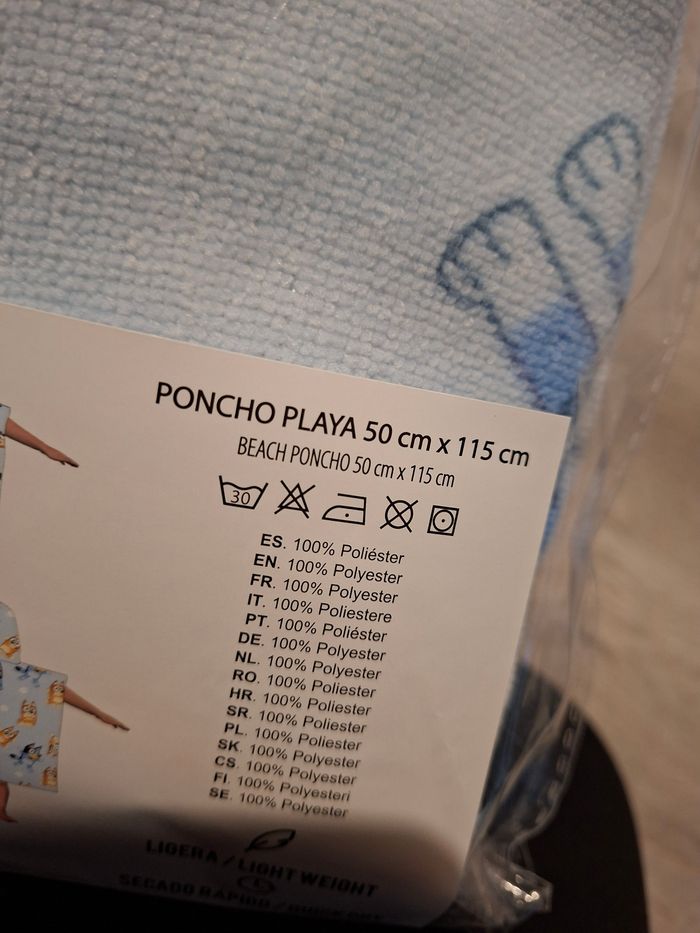 PONCHO PLAYA 50 cm x 115 cm
BEACH PONCHO 50 cm x 115 cm
30
ES. 100% Poliéster
EN. 100% Polyester
FR. 100% Polyester
IT. 100% Poliestere
PT. 100% Poliéster
DE. 100% Polyester
NL. 100% Polyester
RO. 100% Poliester
HR. 100% Poliester
SR. 100% Poliester
PL. 100% Poliester
SK. 100% Polyester
CS. 100% Polyester
FI. 100% Polyesteri
SE. 100% Polyester
LIGERA / LIGHTWEIGHT
SECADO RÁPIDO /